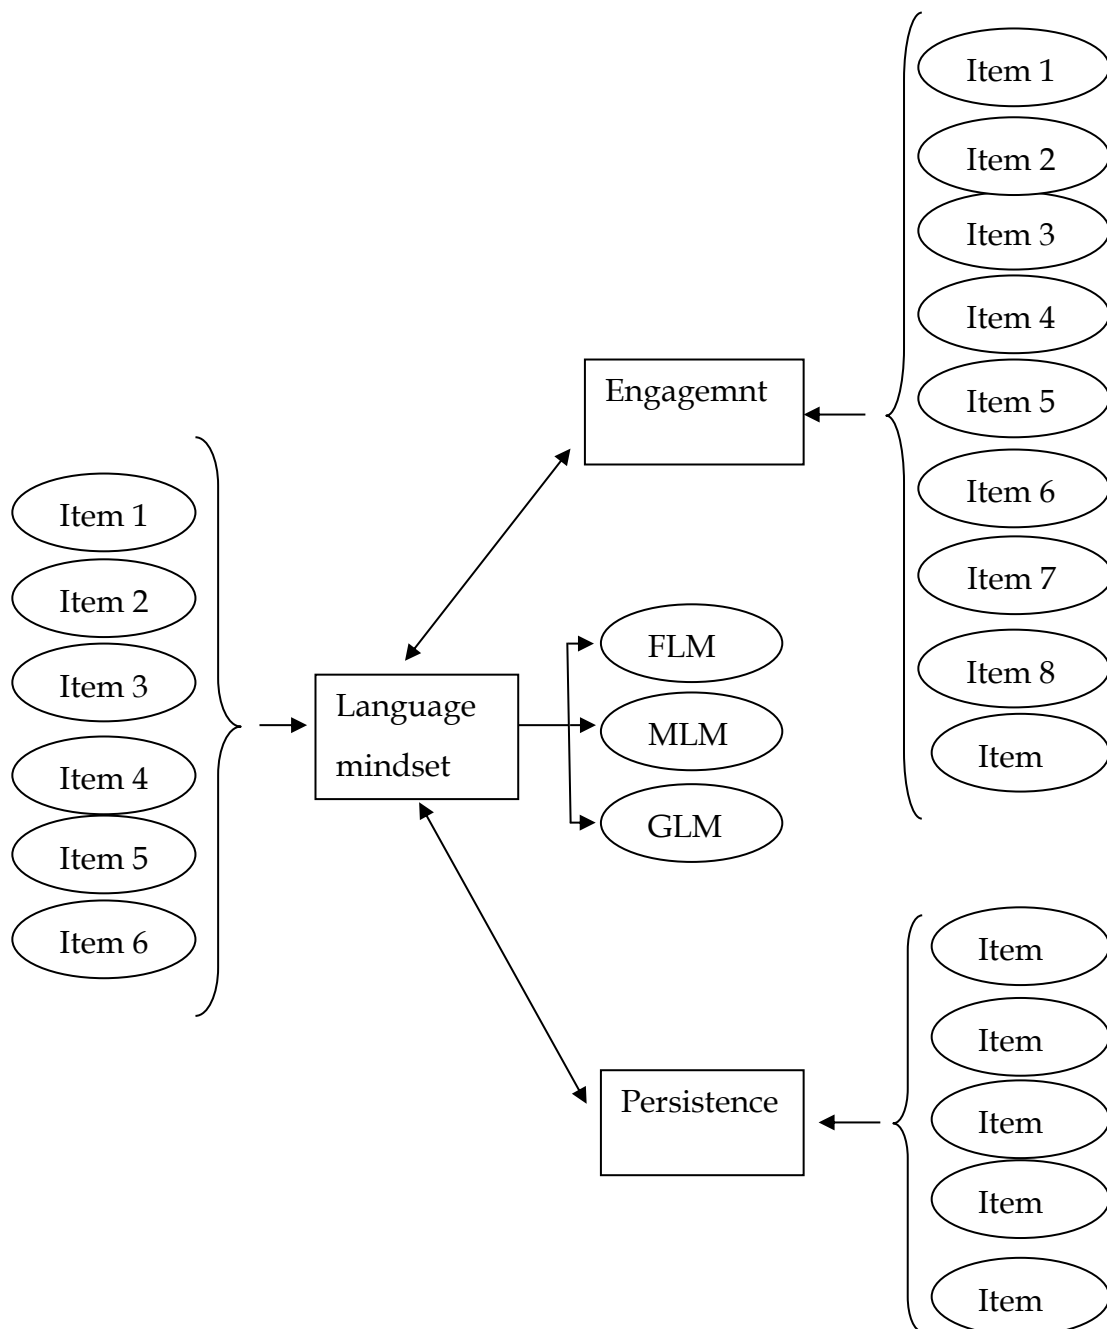 Item 1
Item 2
Item 3
Item 4
Item 5
Item 6
Language
mindset
Engagemnt
FLM
MLM
GLM
Persistence
Item 1
Item 2
Item 3
Item 4
Item 5
Item 6
Item 7
Item 8
Item
Item
Item
Item
Item
Item